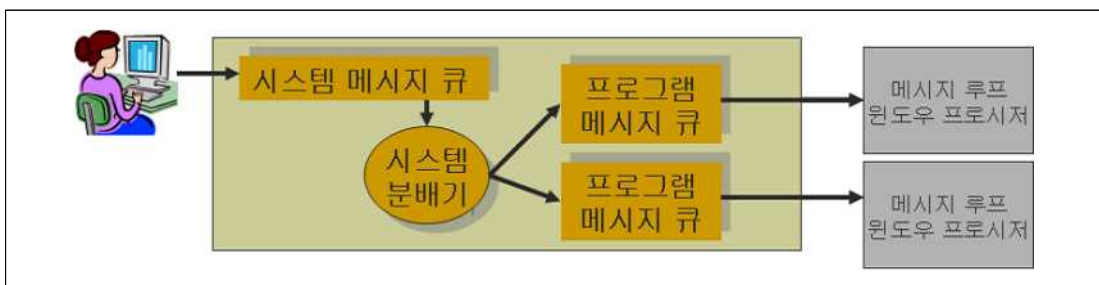 시스템 메시지 큐
시스템
분배기
프로그램
메시지 큐
프로그램
메시지 큐
메시지 루프
윈도우 프로시저
메시지 루프
윈도우 프로시저